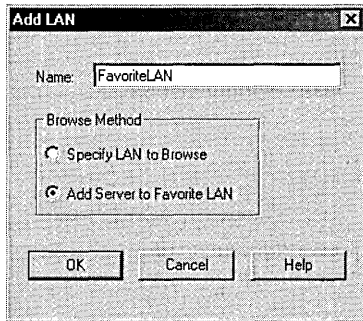 Add LAN
Name: FavoriteLAN
Browse Method
Specify LAN to Browse
Add Server to Favorite LAN
OK Cancel Help